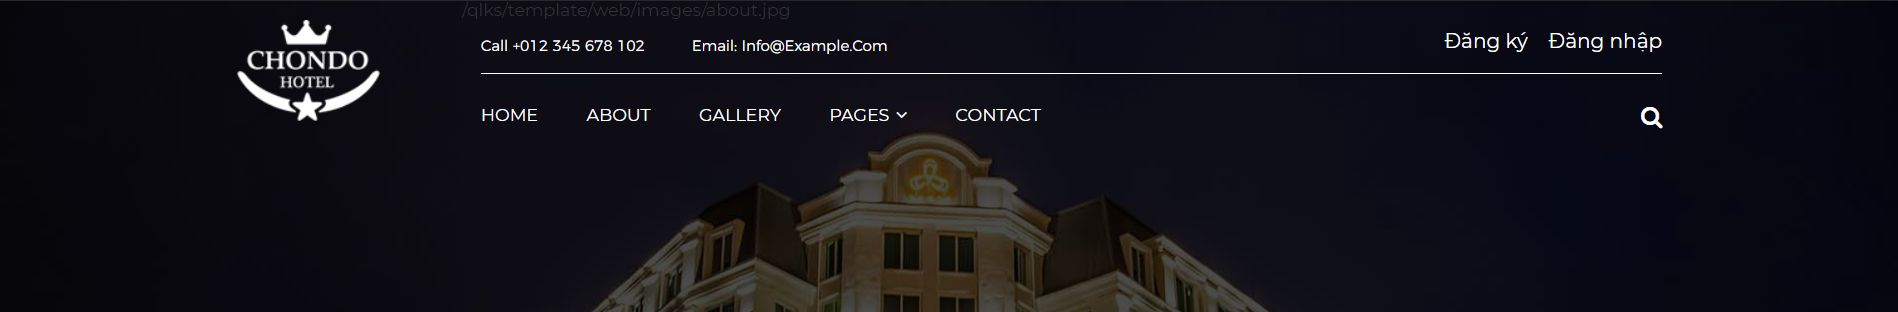 /qlks/template/web/images/about.jpg
CHONDO
HOTEL
Call +012 345 678 102 Email: Info@Example.Com
Đăng ký Đăng nhập
HOME ABOUT GALLERY PAGES CONTACT